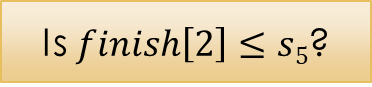 Is finish[2] ≤ s₅?